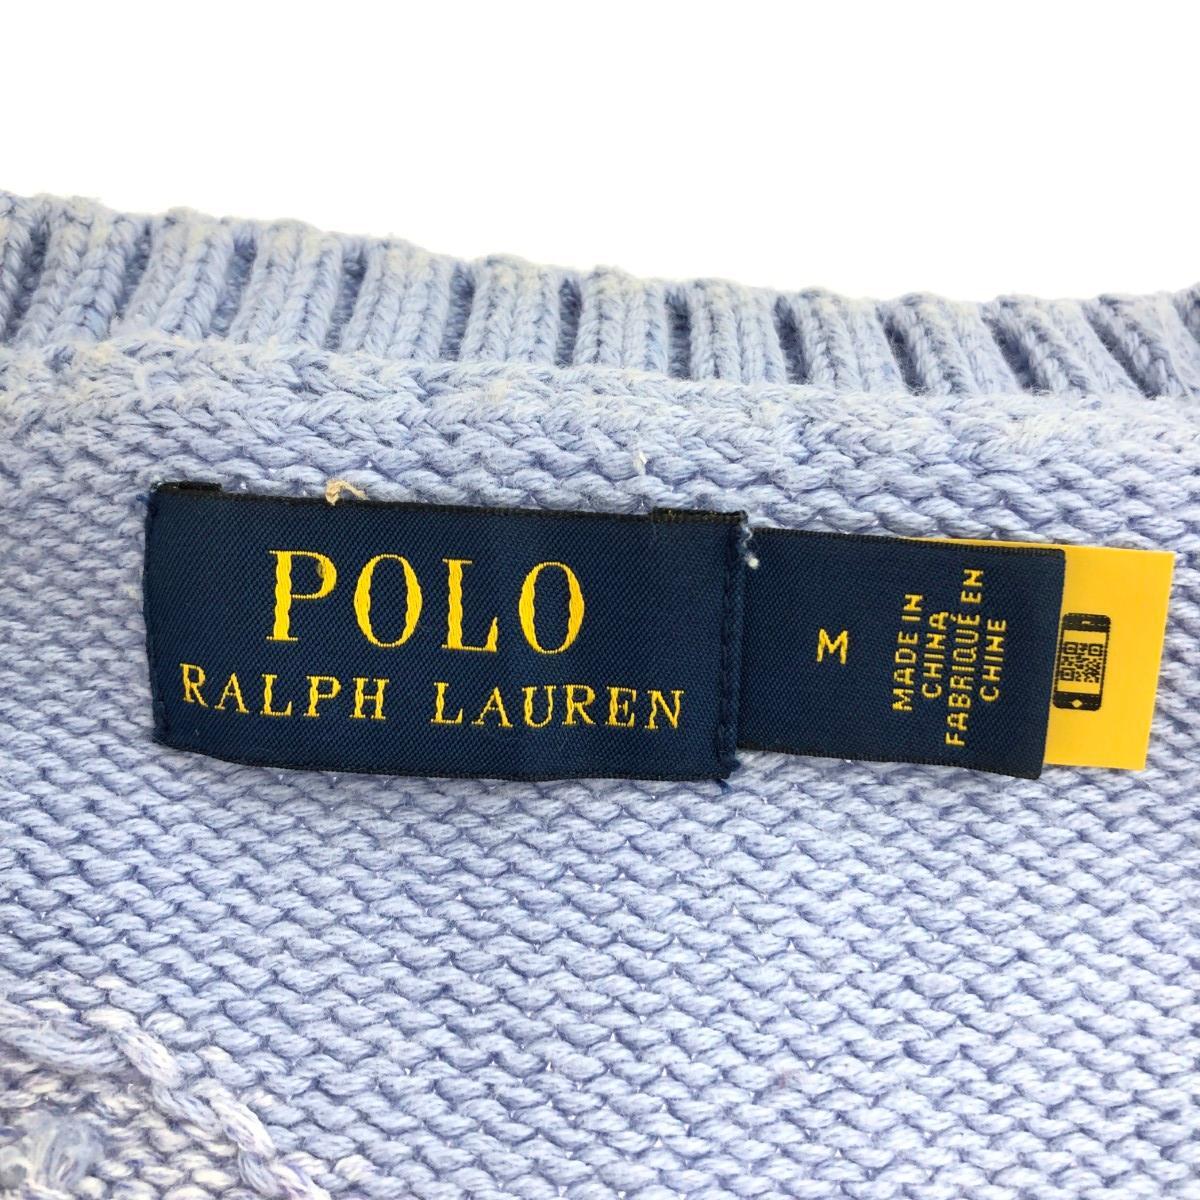 POLO
RALPH LAUREN
M
MADE IN
CHINA
FABRIQUÉ EN
CHINE